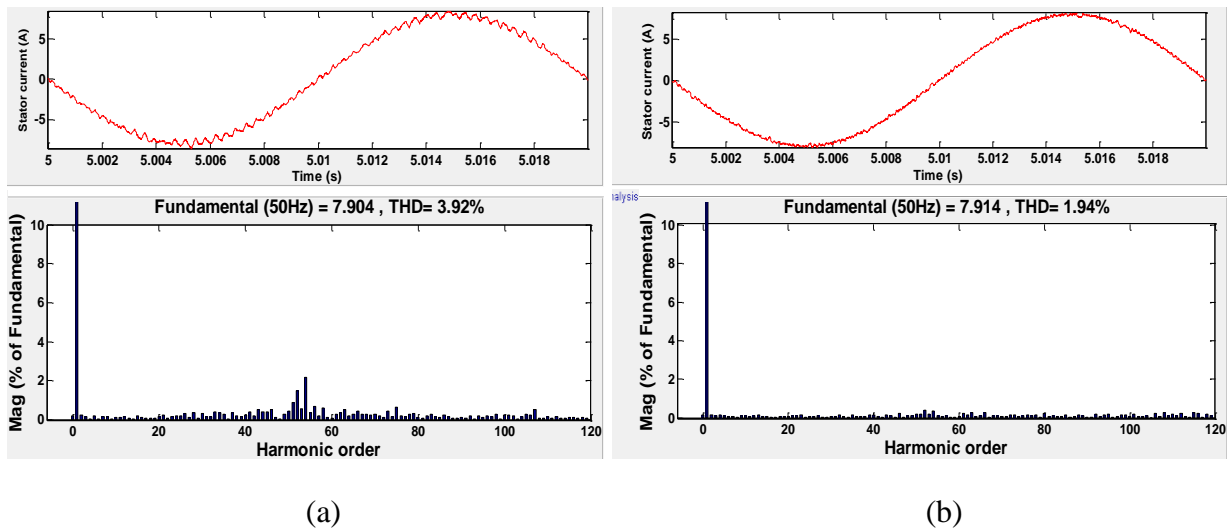 Stator current (A)
5
0
-5
5 5.002 5.004 5.006 5.008 5.01 5.012 5.014 5.016 5.018
Time (s)
Fundamental (50Hz) = 7.904 , THD= 3.92%
Mag (% of Fundamental)
10
8
6
4
2
0
0 20 40 60 80 100 120
Harmonic order
(a)
Stator current (A)
5
0
-5
5 5.002 5.004 5.006 5.008 5.01 5.012 5.014 5.016 5.018
Time (s)
nalysis
Fundamental (50Hz) = 7.914 , THD= 1.94%
Mag (% of Fundamental)
10
8
6
4
2
0
0 20 40 60 80 100 120
Harmonic order
(b)